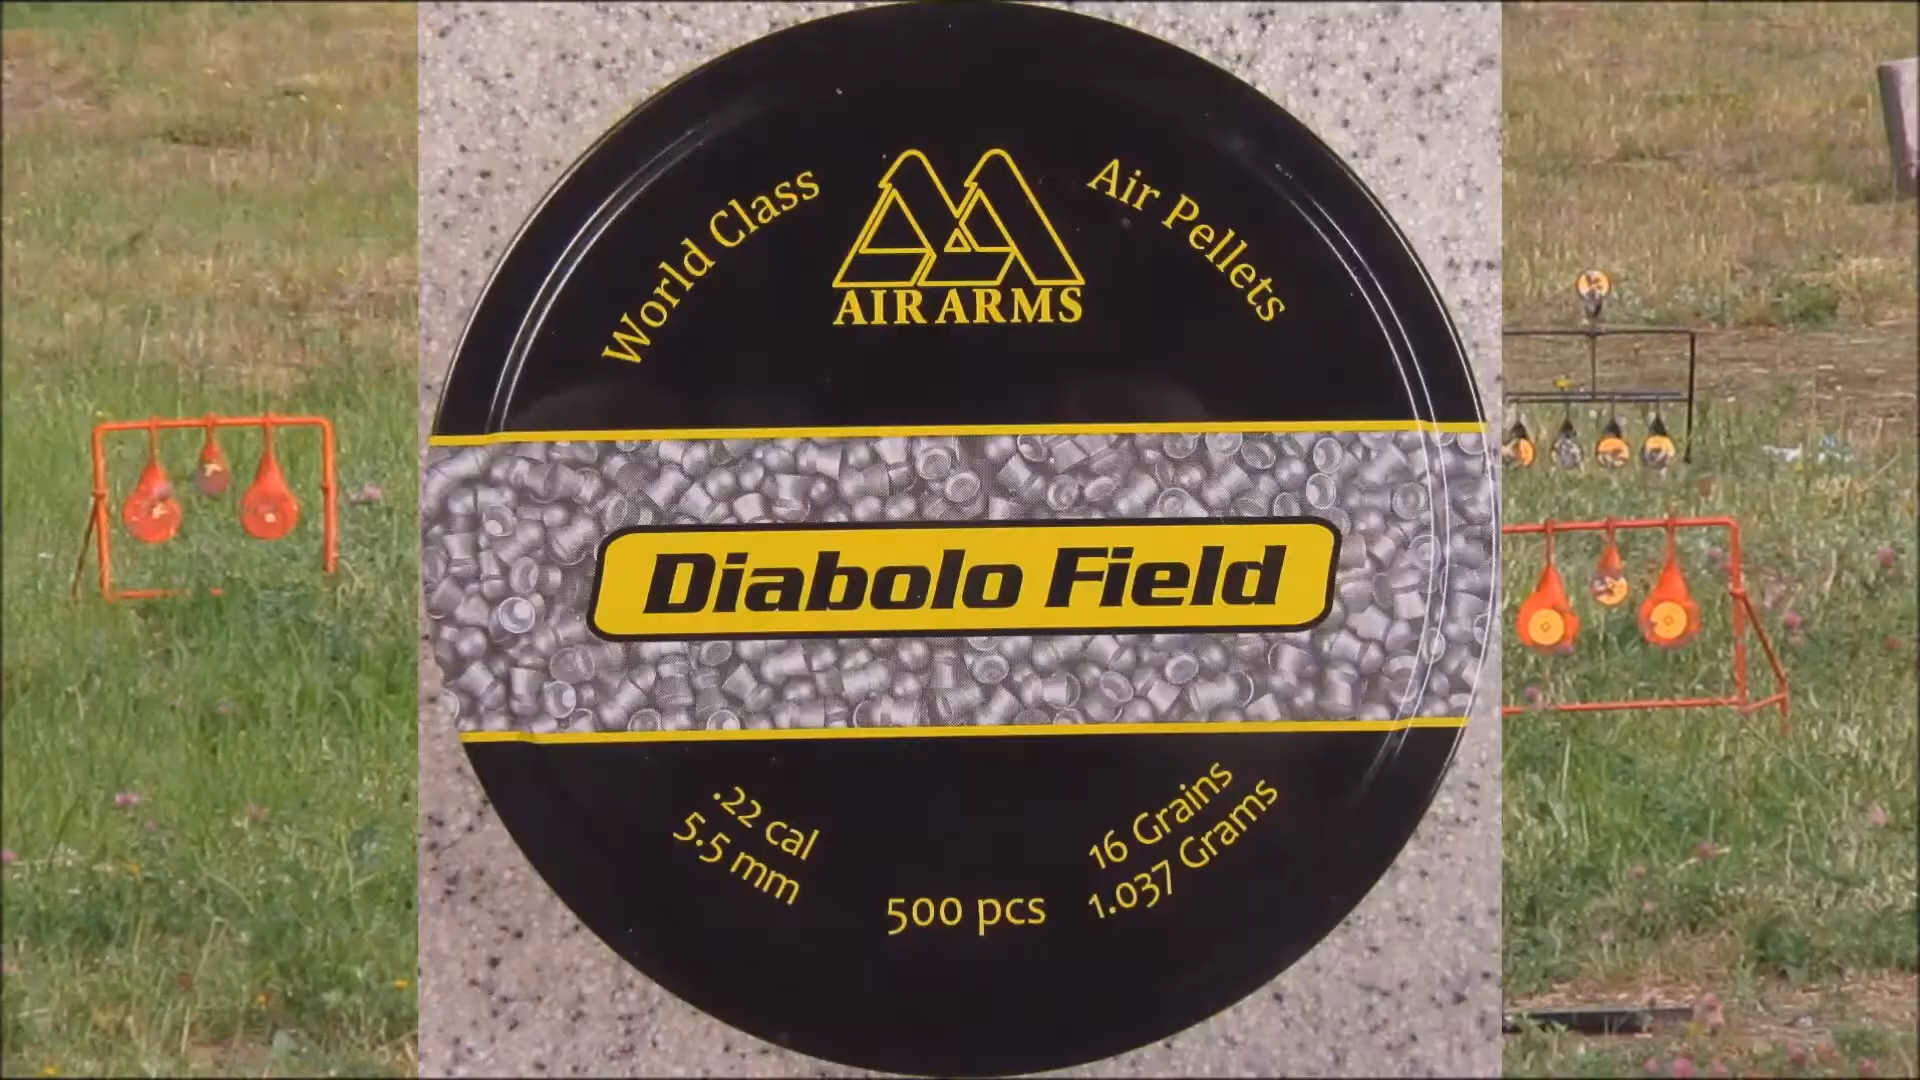 World Class
Air Pellets
AIR ARMS
Diabolo Field
.22 cal
5.5 mm
500 pcs
16 Grains
1.037 Grams